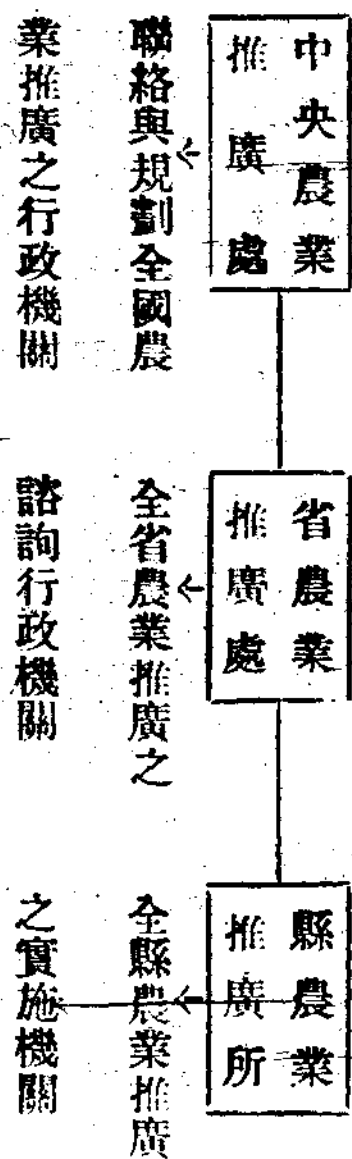 中央農業
推廣處
聯絡與規劃全國農
業推廣之行政機關
省農業
推廣處
全省農業推廣之
諮詢行政機關
縣農業
推廣所
全縣農業推廣
之實施機關